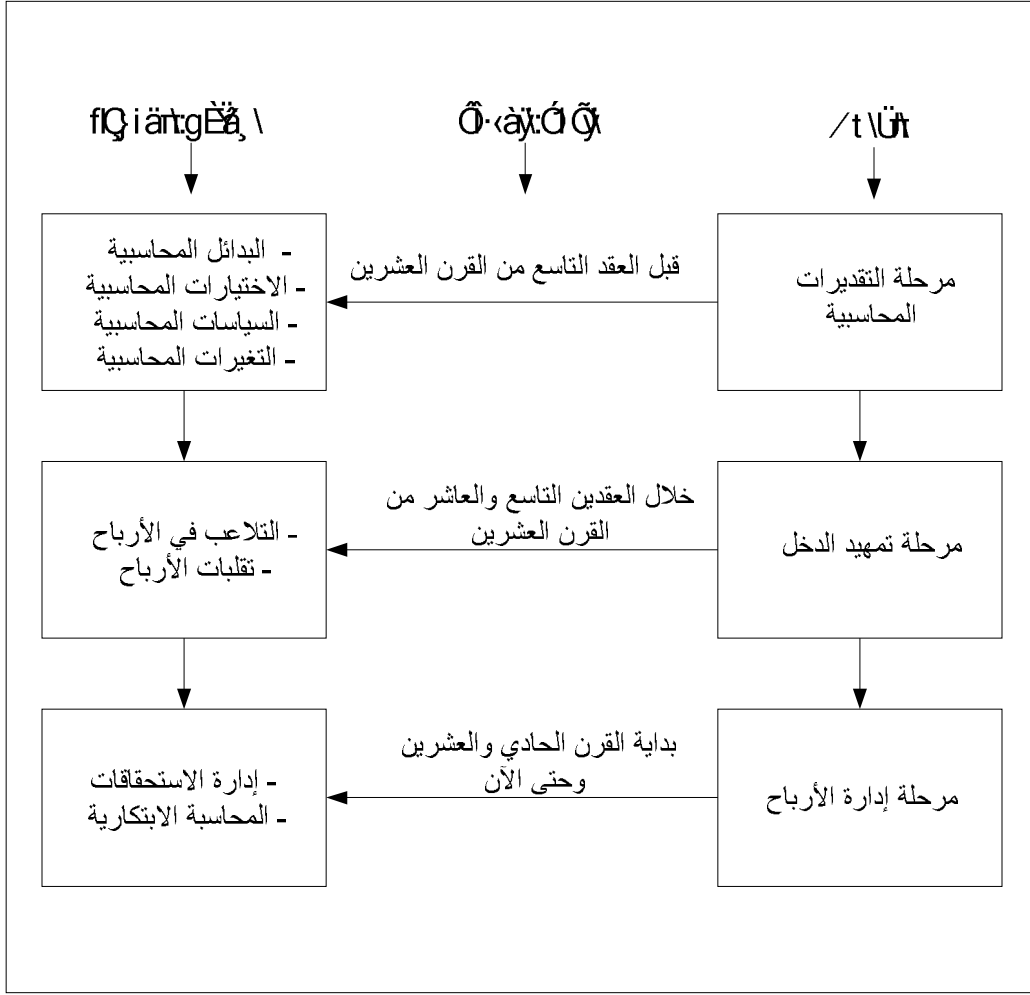 مرحلة التقديرات
المحاسبية
قبل العقد التاسع من القرن العشرين
- البدائل المحاسبية
- الاختيارات المحاسبية
- السياسات المحاسبية
- التغيرات المحاسبية
مرحلة تمهيد الدخل
خلال العقدين التاسع والعاشر من
القرن العشرين
- التلاعب في الأرباح
- تقلبات الأرباح
مرحلة إدارة الأرباح
بداية القرن الحادي والعشرين
وحتى الآن
- إدارة الاستحقاقات
- المحاسبة الابتكارية